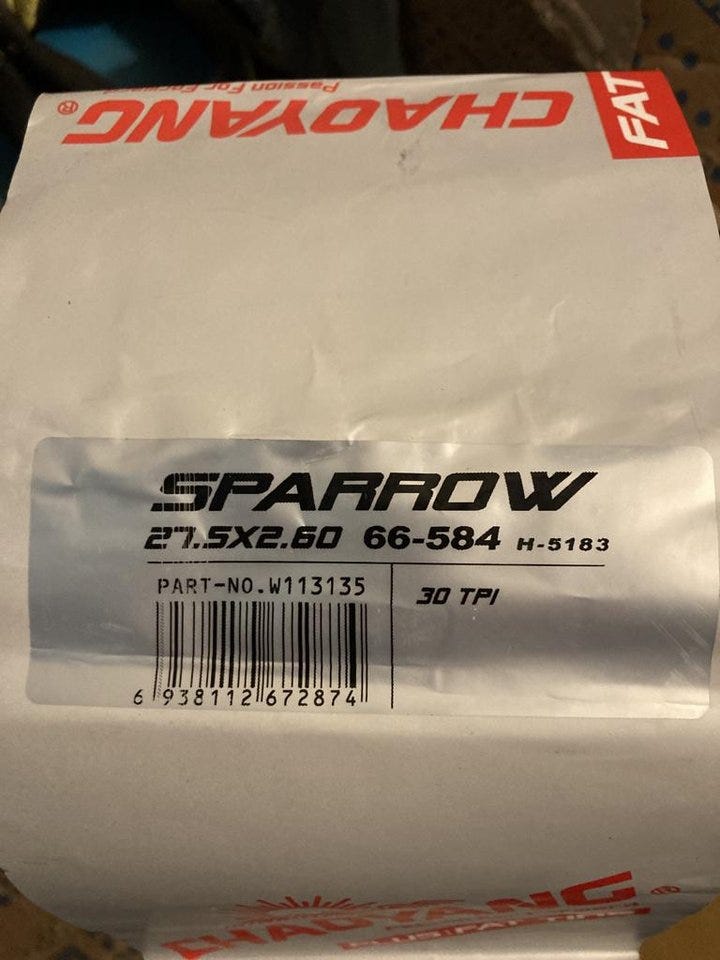 FAT
CHAOYANG®
Passion For Forward
SPARROW
27.5X2.60 66-584 H-5183
PART-NO.W113135
30 TPI
6 938112 672874
CHAOYANG®